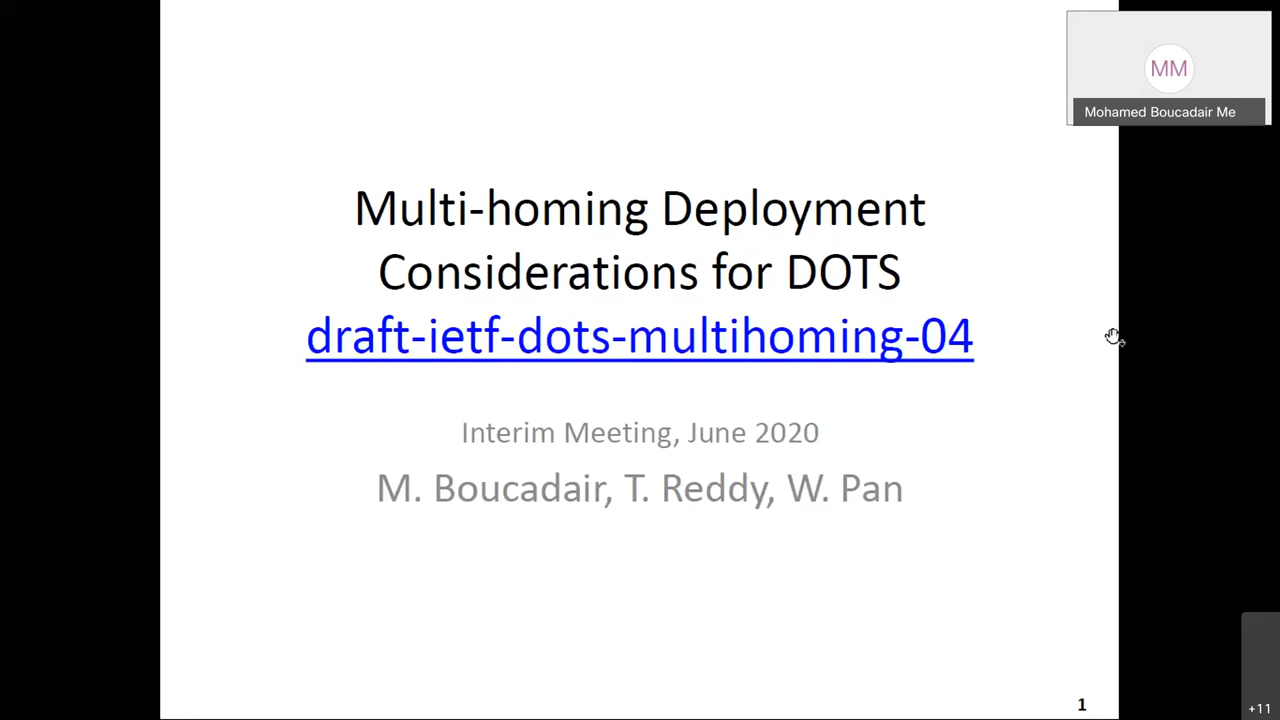 MM
Mohamed Boucadair Me
Multi-homing Deployment
Considerations for DOTS
draft-ietf-dots-multihoming-04
Interim Meeting, June 2020
M. Boucadair, T. Reddy, W. Pan
1
+11